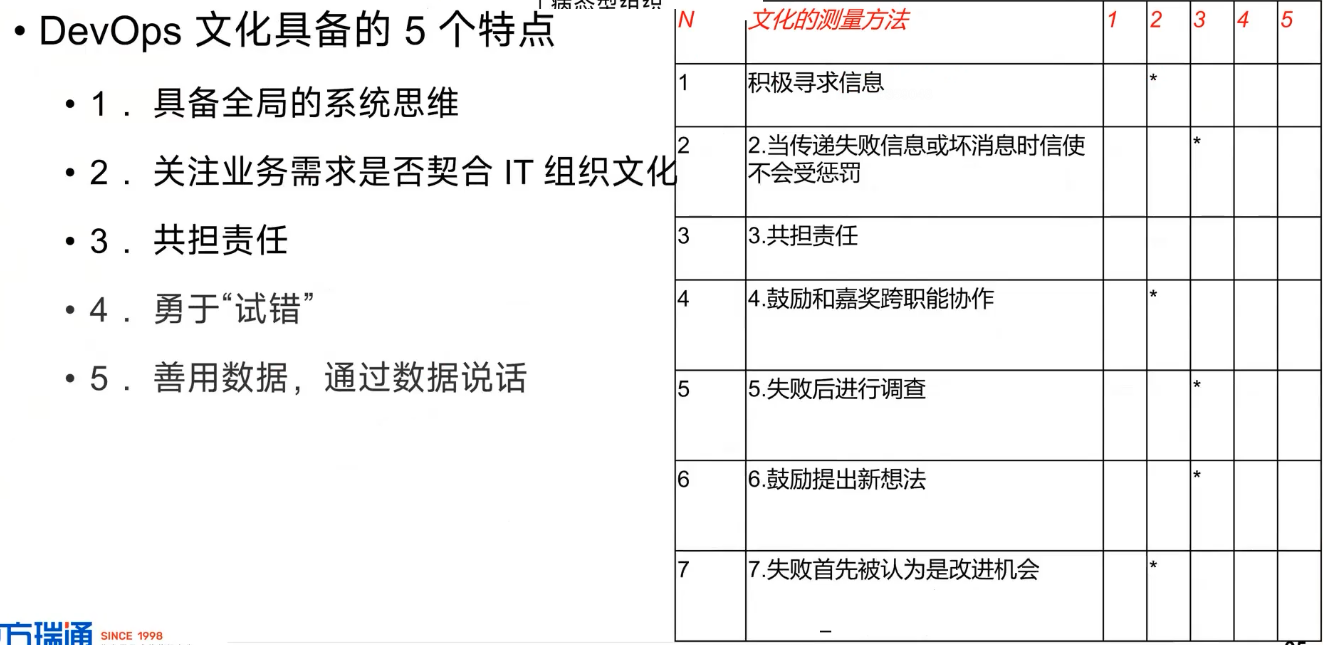 • DevOps 文化具备的 5 个特点
• 1． 具备全局的系统思维
• 2． 关注业务需求是否契合 IT 组织文化
• 3． 共担责任
• 4． 勇于“试错”
• 5． 善用数据，通过数据说话
病态型组织
N 文化的测量方法 1 2 3 4 5
1 积极寻求信息 *
2 2.当传递失败信息或坏消息时信使 *
不会受惩罚
3 3.共担责任
4 4.鼓励和嘉奖跨职能协作 *
5 5.失败后进行调查 *
6 6.鼓励提出新想法 *
7 7.失败首先被认为是改进机会 *
–
方瑞通 SINCE 1998